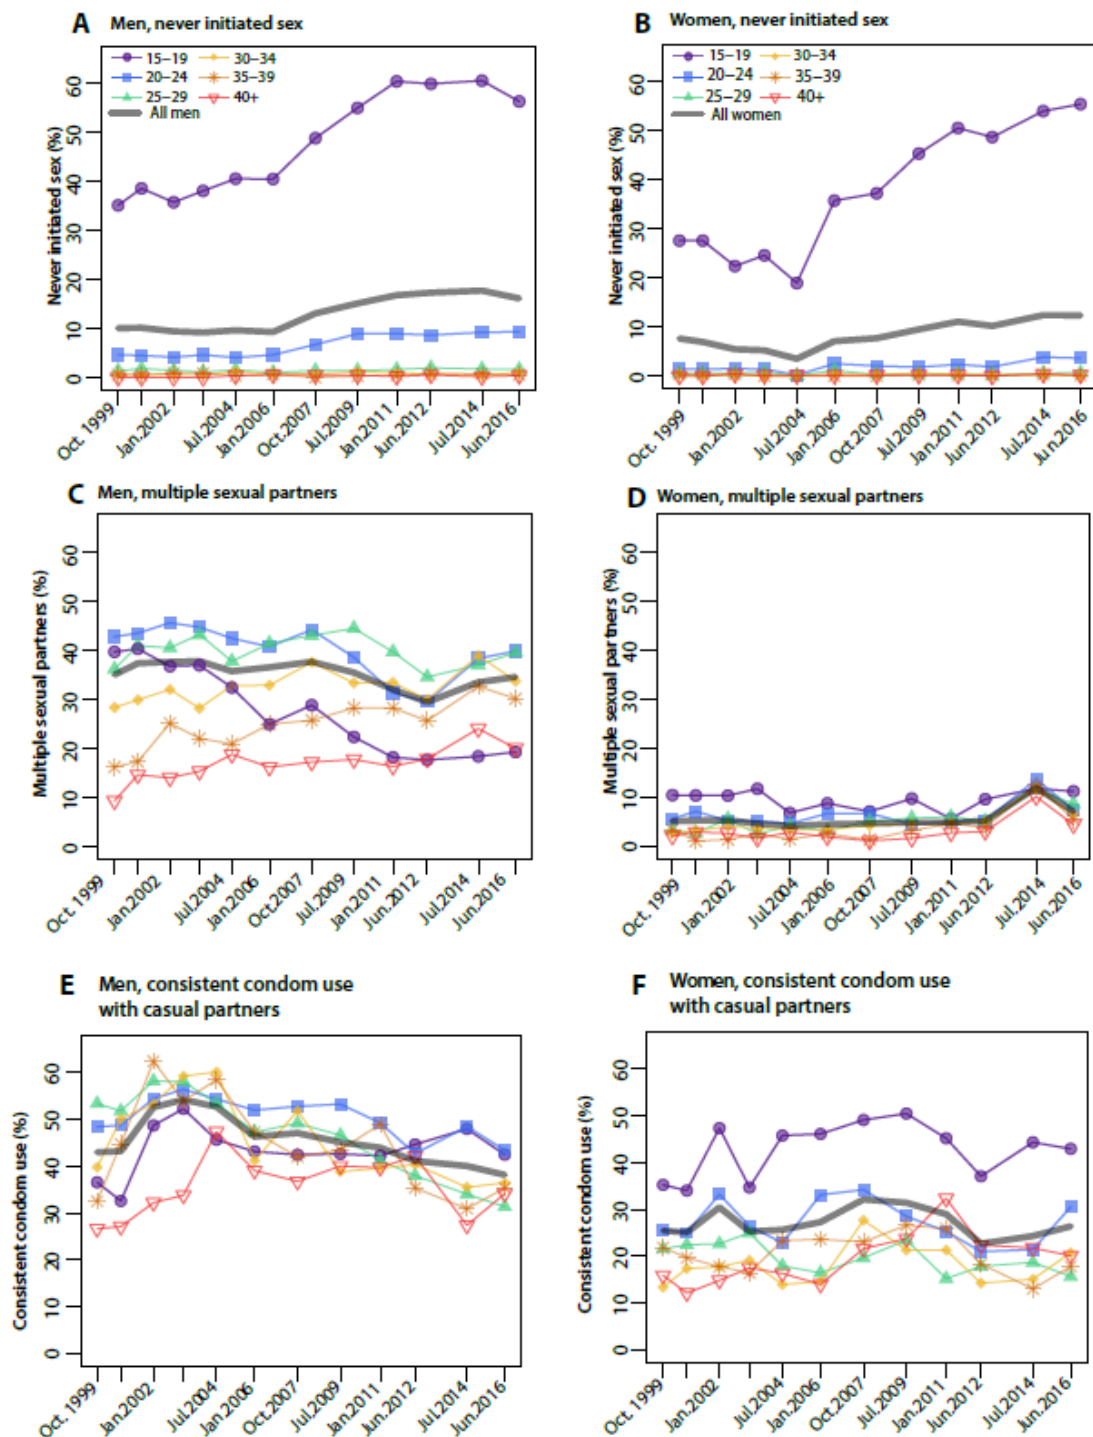 A Men, never initiated sex
15–19 30–34
20–24 35–39
25–29 40+
All men
Never initiated sex (%)
0 10 20 30 40 50 60
Oct. 1999 Jan.2002 Jul.2004 Jan.2006 Oct.2007 Jul.2009 Jan.2011 Jun.2012 Jul.2014 Jun.2016
B Women, never initiated sex
15–19 30–34
20–24 35–39
25–29 40+
All women
Never initiated sex (%)
0 10 20 30 40 50 60
Oct. 1999 Jan.2002 Jul.2004 Jan.2006 Oct.2007 Jul.2009 Jan.2011 Jun.2012 Jul.2014 Jun.2016
C Men, multiple sexual partners
Multiple sexual partners (%)
0 10 20 30 40 50 60
Oct. 1999 Jan.2002 Jul.2004 Jan.2006 Oct.2007 Jul.2009 Jan.2011 Jun.2012 Jul.2014 Jun.2016
D Women, multiple sexual partners
Multiple sexual partners (%)
0 10 20 30 40 50 60
Oct. 1999 Jan.2002 Jul.2004 Jan.2006 Oct.2007 Jul.2009 Jan.2011 Jun.2012 Jul.2014 Jun.2016
E Men, consistent condom use
with casual partners
Consistent condom use (%)
0 10 20 30 40 50 60
Oct. 1999 Jan.2002 Jul.2004 Jan.2006 Oct.2007 Jul.2009 Jan.2011 Jun.2012 Jul.2014 Jun.2016
F Women, consistent condom use
with casual partners
Consistent condom use (%)
0 10 20 30 40 50 60
Oct. 1999 Jan.2002 Jul.2004 Jan.2006 Oct.2007 Jul.2009 Jan.2011 Jun.2012 Jul.2014 Jun.2016